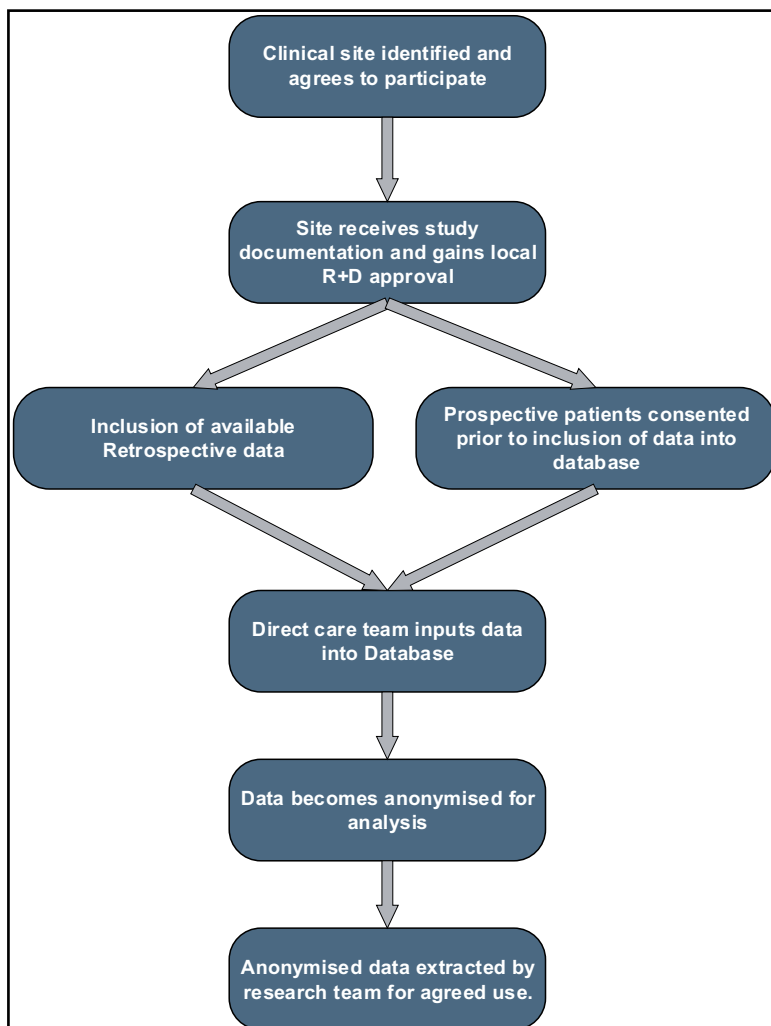 Clinical site identified and
agrees to participate
Site receives study
documentation and gains local
R+D approval
Inclusion of available
Retrospective data
Prospective patients consented
prior to inclusion of data into
database
Direct care team inputs data
into Database
Data becomes anonymised for
analysis
Anonymised data extracted by
research team for agreed use.